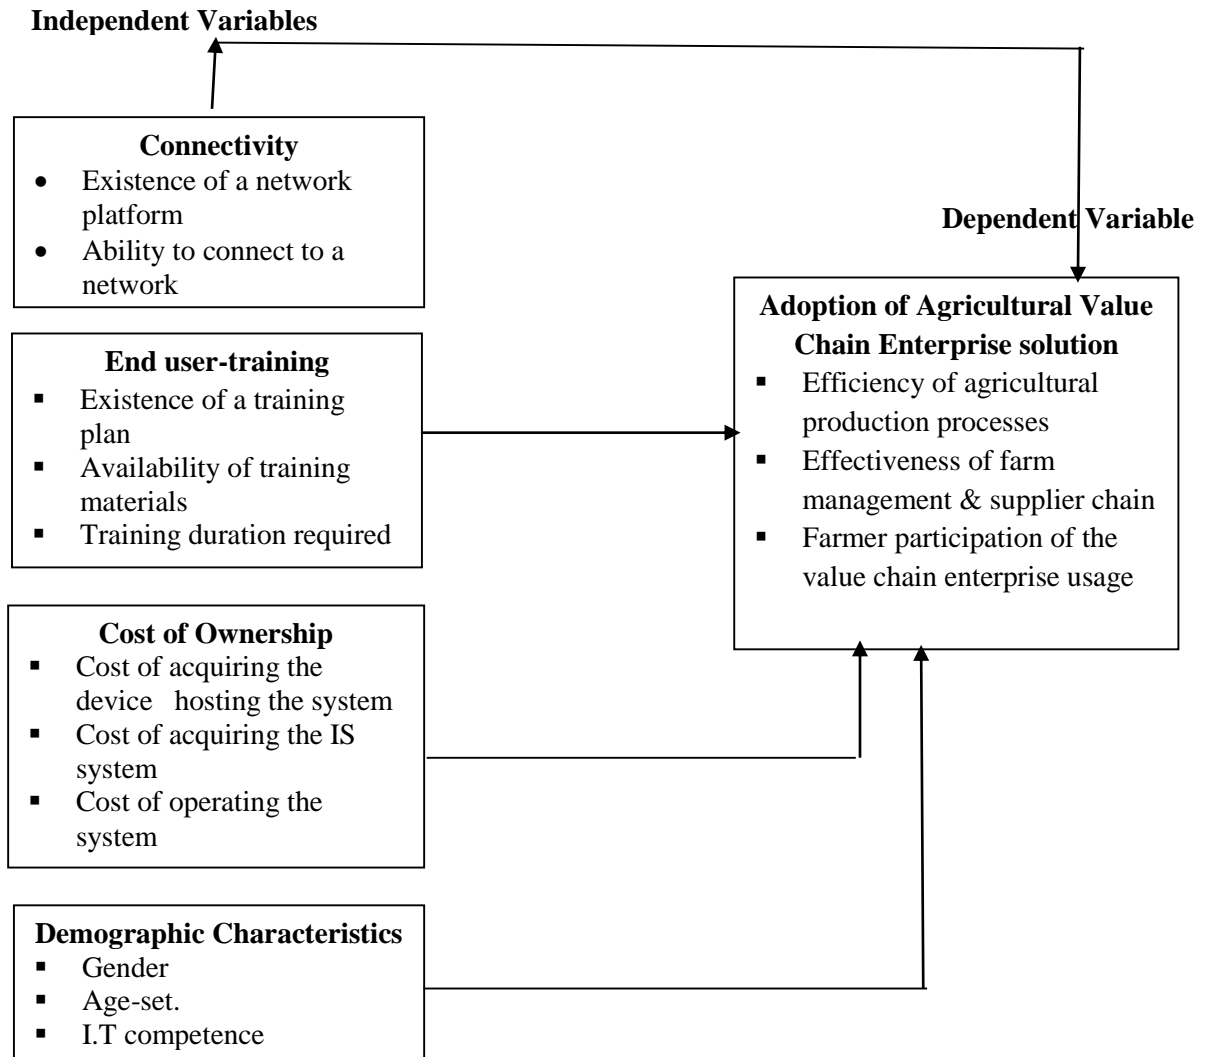 Independent Variables
Connectivity
● Existence of a network
platform
● Ability to connect to a
network
End user-training
▪ Existence of a training
plan
▪ Availability of training
materials
▪ Training duration required
Cost of Ownership
▪ Cost of acquiring the
device hosting the system
▪ Cost of acquiring the IS
system
▪ Cost of operating the
system
Demographic Characteristics
▪ Gender
▪ Age-set.
▪ I.T competence
Dependent Variable
Adoption of Agricultural Value
Chain Enterprise solution
▪ Efficiency of agricultural
production processes
▪ Effectiveness of farm
management & supplier chain
▪ Farmer participation of the
value chain enterprise usage